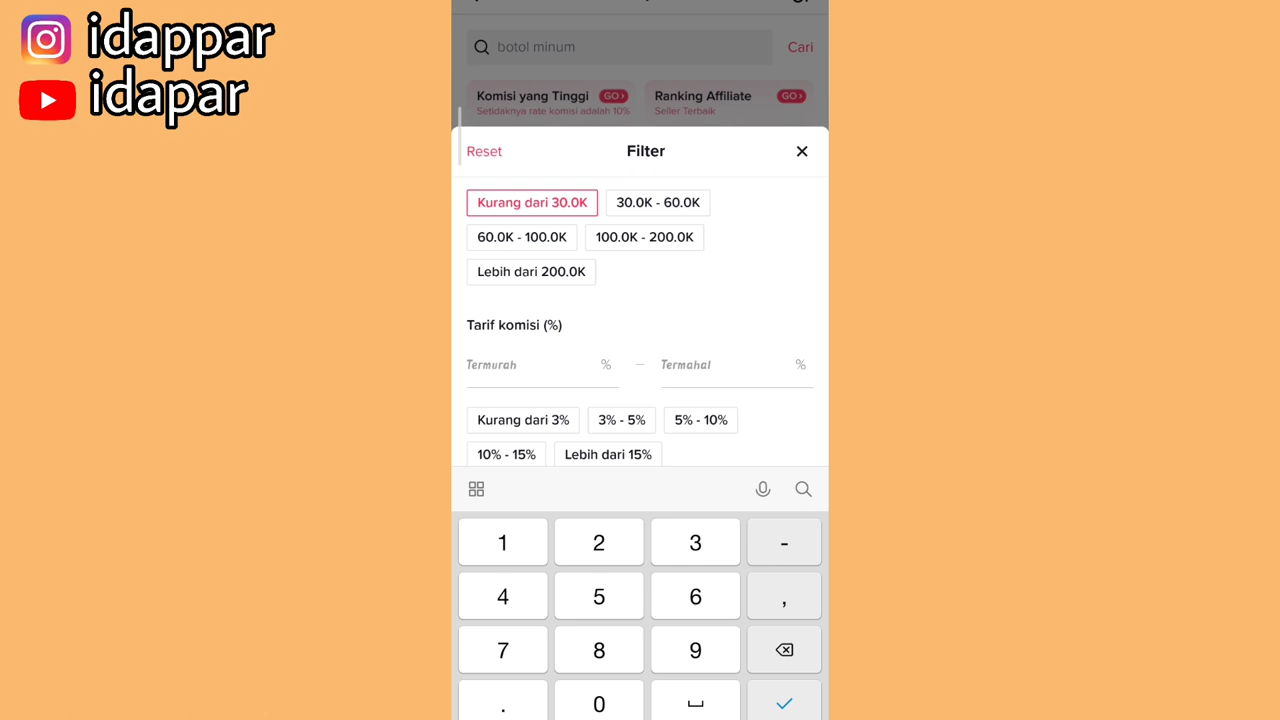 idappar
idapar
botol minum
Cari
Komisi yang Tinggi GO›
Setidaknya rate komisi adalah 10%
Ranking Affiliate GO›
Seller Terbaik
Reset
Filter
Kurang dari 30.0K
30.0K - 60.0K
60.0K - 100.0K
100.0K - 200.0K
Lebih dari 200.0K
Tarif komisi (%)
Termurah %
–
Termahal %
Kurang dari 3%
3% - 5%
5% - 10%
10% - 15%
Lebih dari 15%
1 2 3 -
4 5 6 ,
7 8 9
. 0